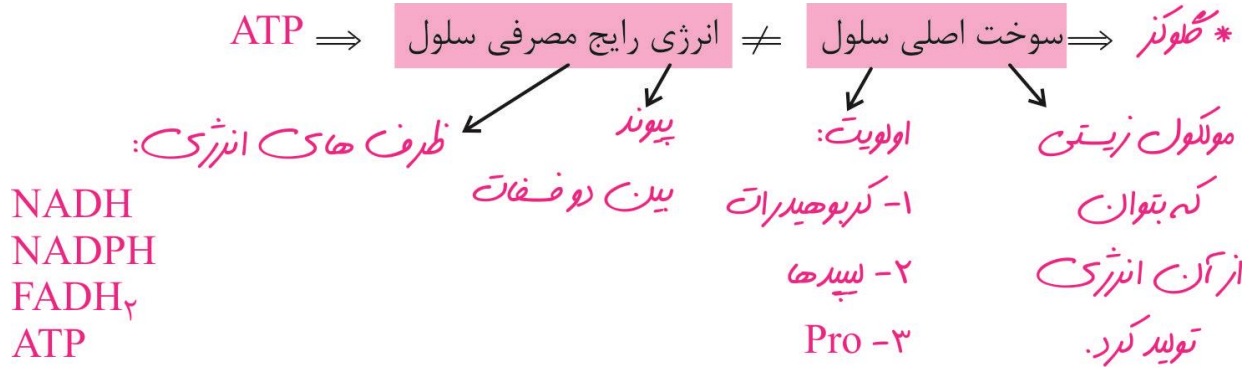 * گلوکز ⇐ سوخت اصلی سلول ≠ انرژی رایج مصرفی سلول ⇐ ATP
مولکول زیستی
که بتوان
از آن انرژی
تولید کرد.
اولویت:
۱- کربوهیدرات
۲- لیپیدها
۳- Pro
پیوند
بین دو فسفات
ظرف های انرژی:
NADH
NADPH
FADH₂
ATP